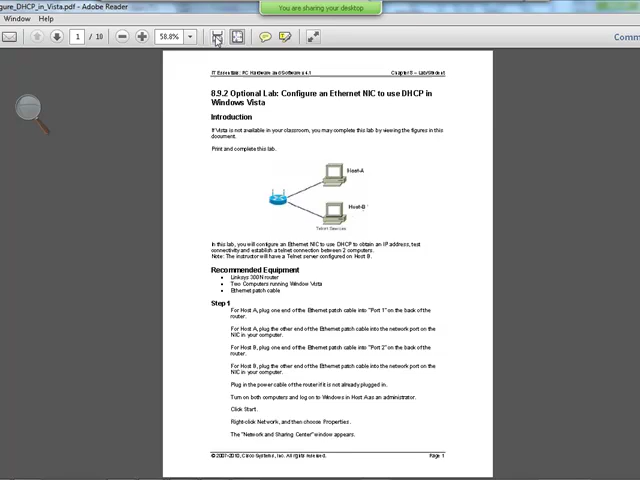 gure_DHCP_in_Vista.pdf - Adobe Reader
You are sharing your desktop
Window Help
1 / 10 58.8% Comm
IT Essentials: PC Hardware and Software 4.1 Chapter 8 – Lab/Student
8.9.2 Optional Lab: Configure an Ethernet NIC to use DHCP in
Windows Vista
Introduction
If Vista is not available in your classroom, you may complete this lab by viewing the figures in this
document.
Print and complete this lab.
Host-A
Host-B
Telnet Services
In this lab, you will configure an Ethernet NIC to use DHCP to obtain an IP address, test
connectivity and establish a telnet connection between 2 computers.
Note: The instructor will have a Telnet server configured on Host B.
Recommended Equipment
• Linksys 300N router
• Two Computers running Window Vista
• Ethernet patch cable
Step 1
For Host A, plug one end of the Ethernet patch cable into "Port 1" on the back of the
router.
For Host A, plug the other end of the Ethernet patch cable into the network port on the
NIC in your computer.
For Host B, plug one end of the Ethernet patch cable into "Port 2" on the back of the
router.
For Host B, plug the other end of the Ethernet patch cable into the network port on the
NIC in your computer.
Plug in the power cable of the router if it is not already plugged in.
Turn on both computers and log on to Windows in Host A as an administrator.
Click Start.
Right-click Network, and then choose Properties.
The "Network and Sharing Center" window appears.
© 2007-2010, Cisco Systems, Inc. All rights reserved. Page 1